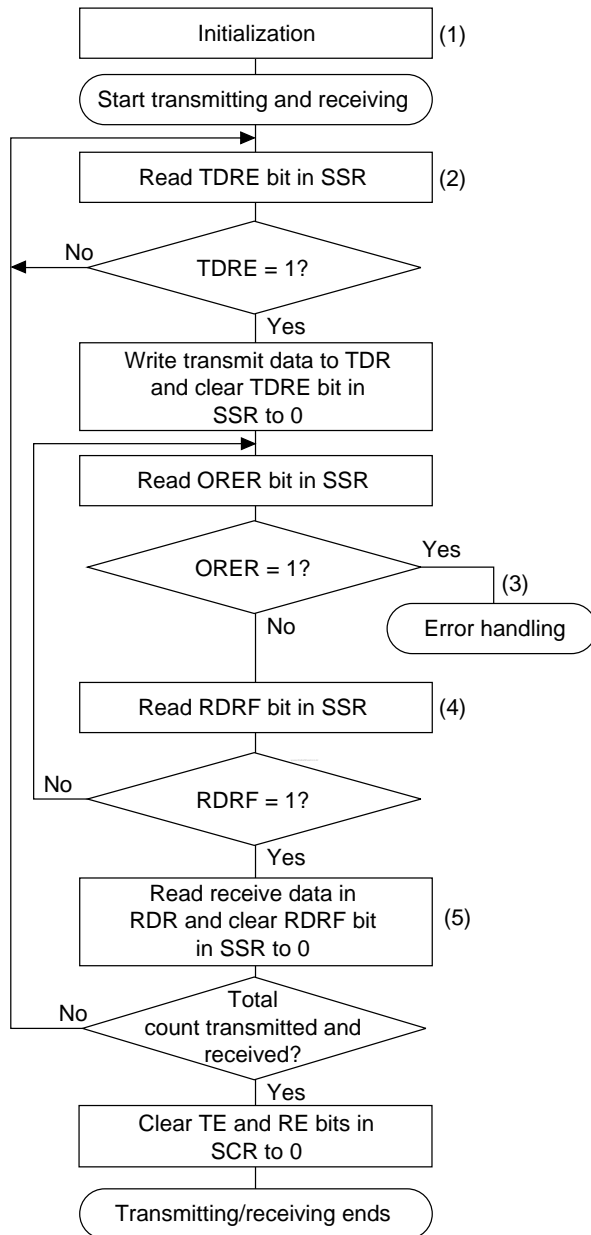 Initialization
(1)
Start transmitting and receiving
Read TDRE bit in SSR
(2)
No
TDRE = 1?
Yes
Write transmit data to TDR
and clear TDRE bit in
SSR to 0
Read ORER bit in SSR
Yes
ORER = 1?
(3)
No
Error handling
Read RDRF bit in SSR
(4)
No
RDRF = 1?
Yes
Read receive data in
RDR and clear RDRF bit
in SSR to 0
(5)
No
Total
count transmitted and
received?
Yes
Clear TE and RE bits in
SCR to 0
Transmitting/receiving ends